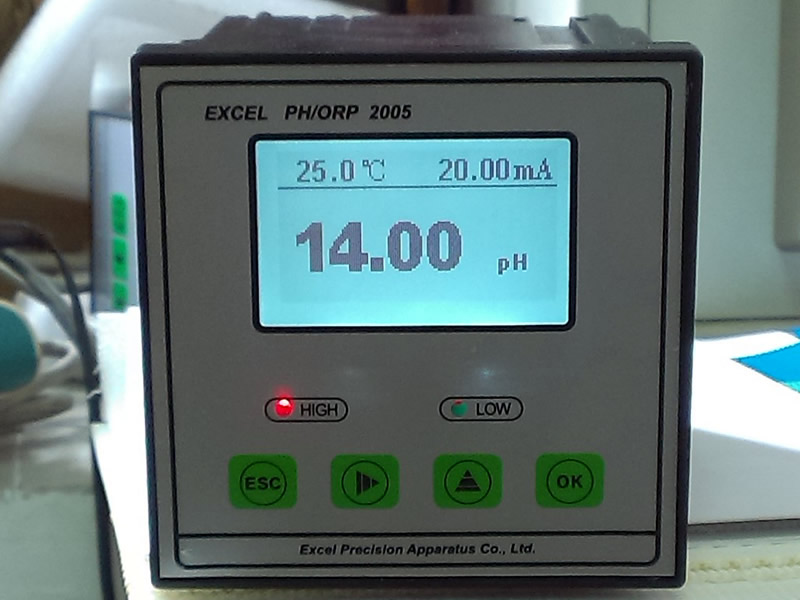 EXCEL PH/ORP 2005
25.0℃ 20.00mA
14.00 pH
HIGH LOW
ESC OK
Excel Precision Apparatus Co., Ltd.